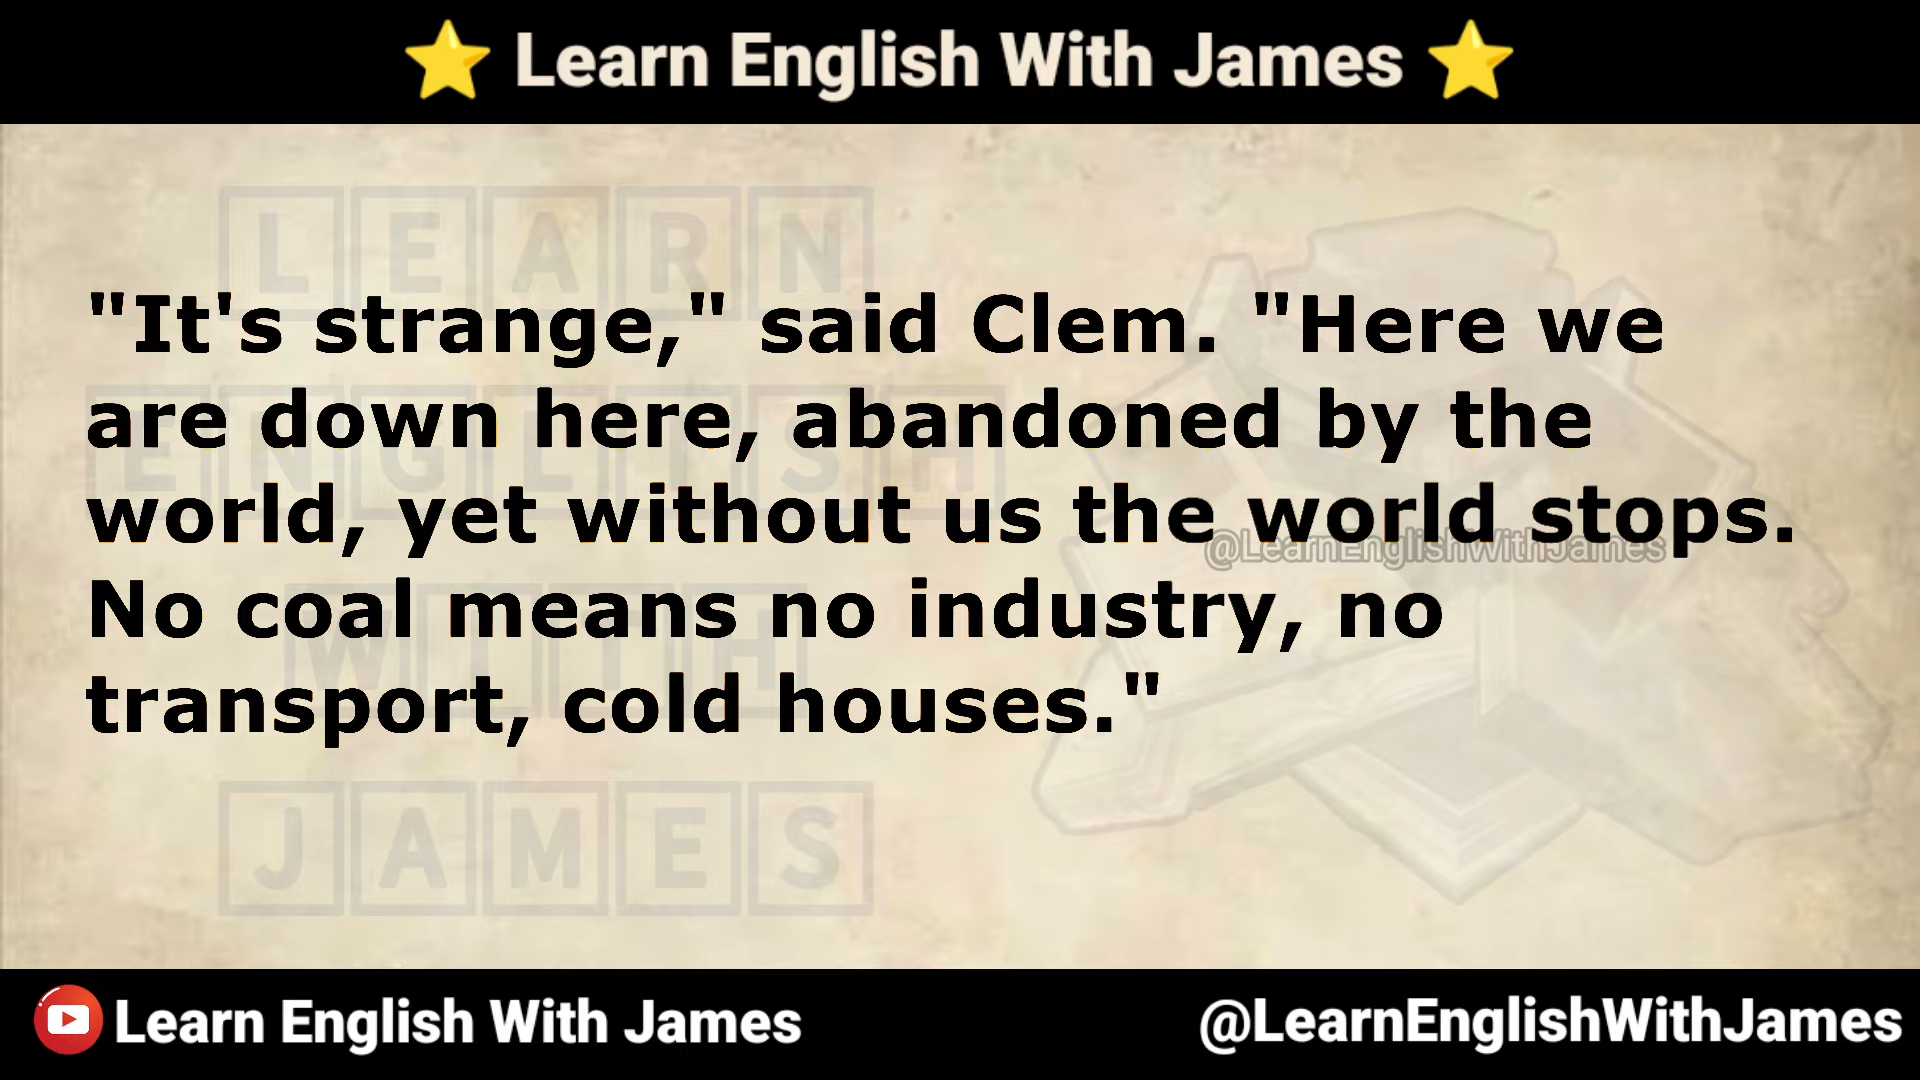 ⭐ Learn English With James ⭐
LEARN
ENGLISH
WITH
JAMES
"It's strange," said Clem. "Here we
are down here, abandoned by the
world, yet without us the world stops.
No coal means no industry, no
transport, cold houses."
@LearnEnglishWithJames
Learn English With James
@LearnEnglishWithJames